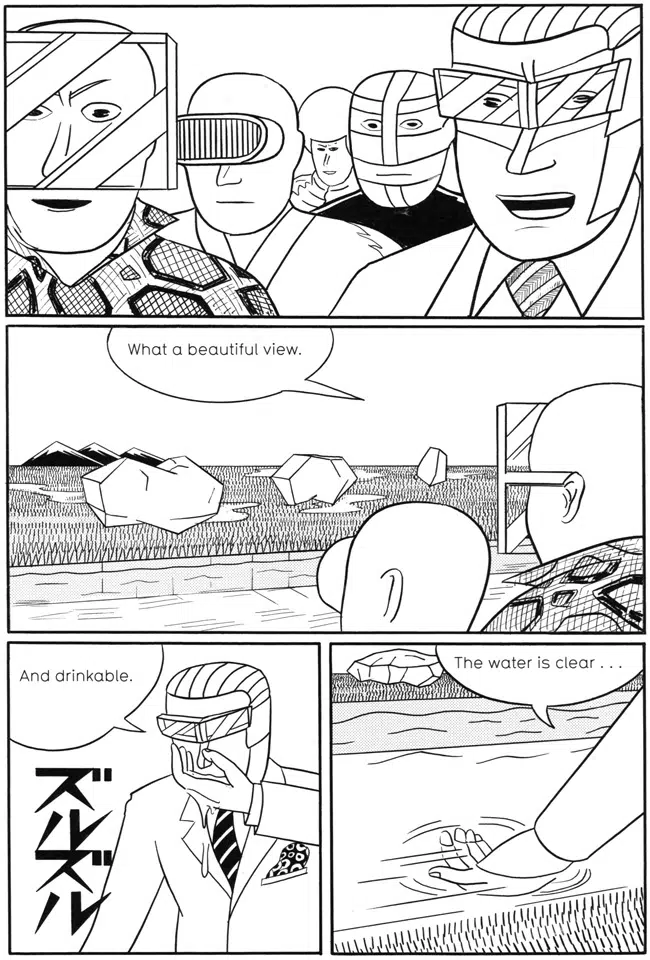 What a beautiful view.
The water is clear . . .
And drinkable.
ズルズル